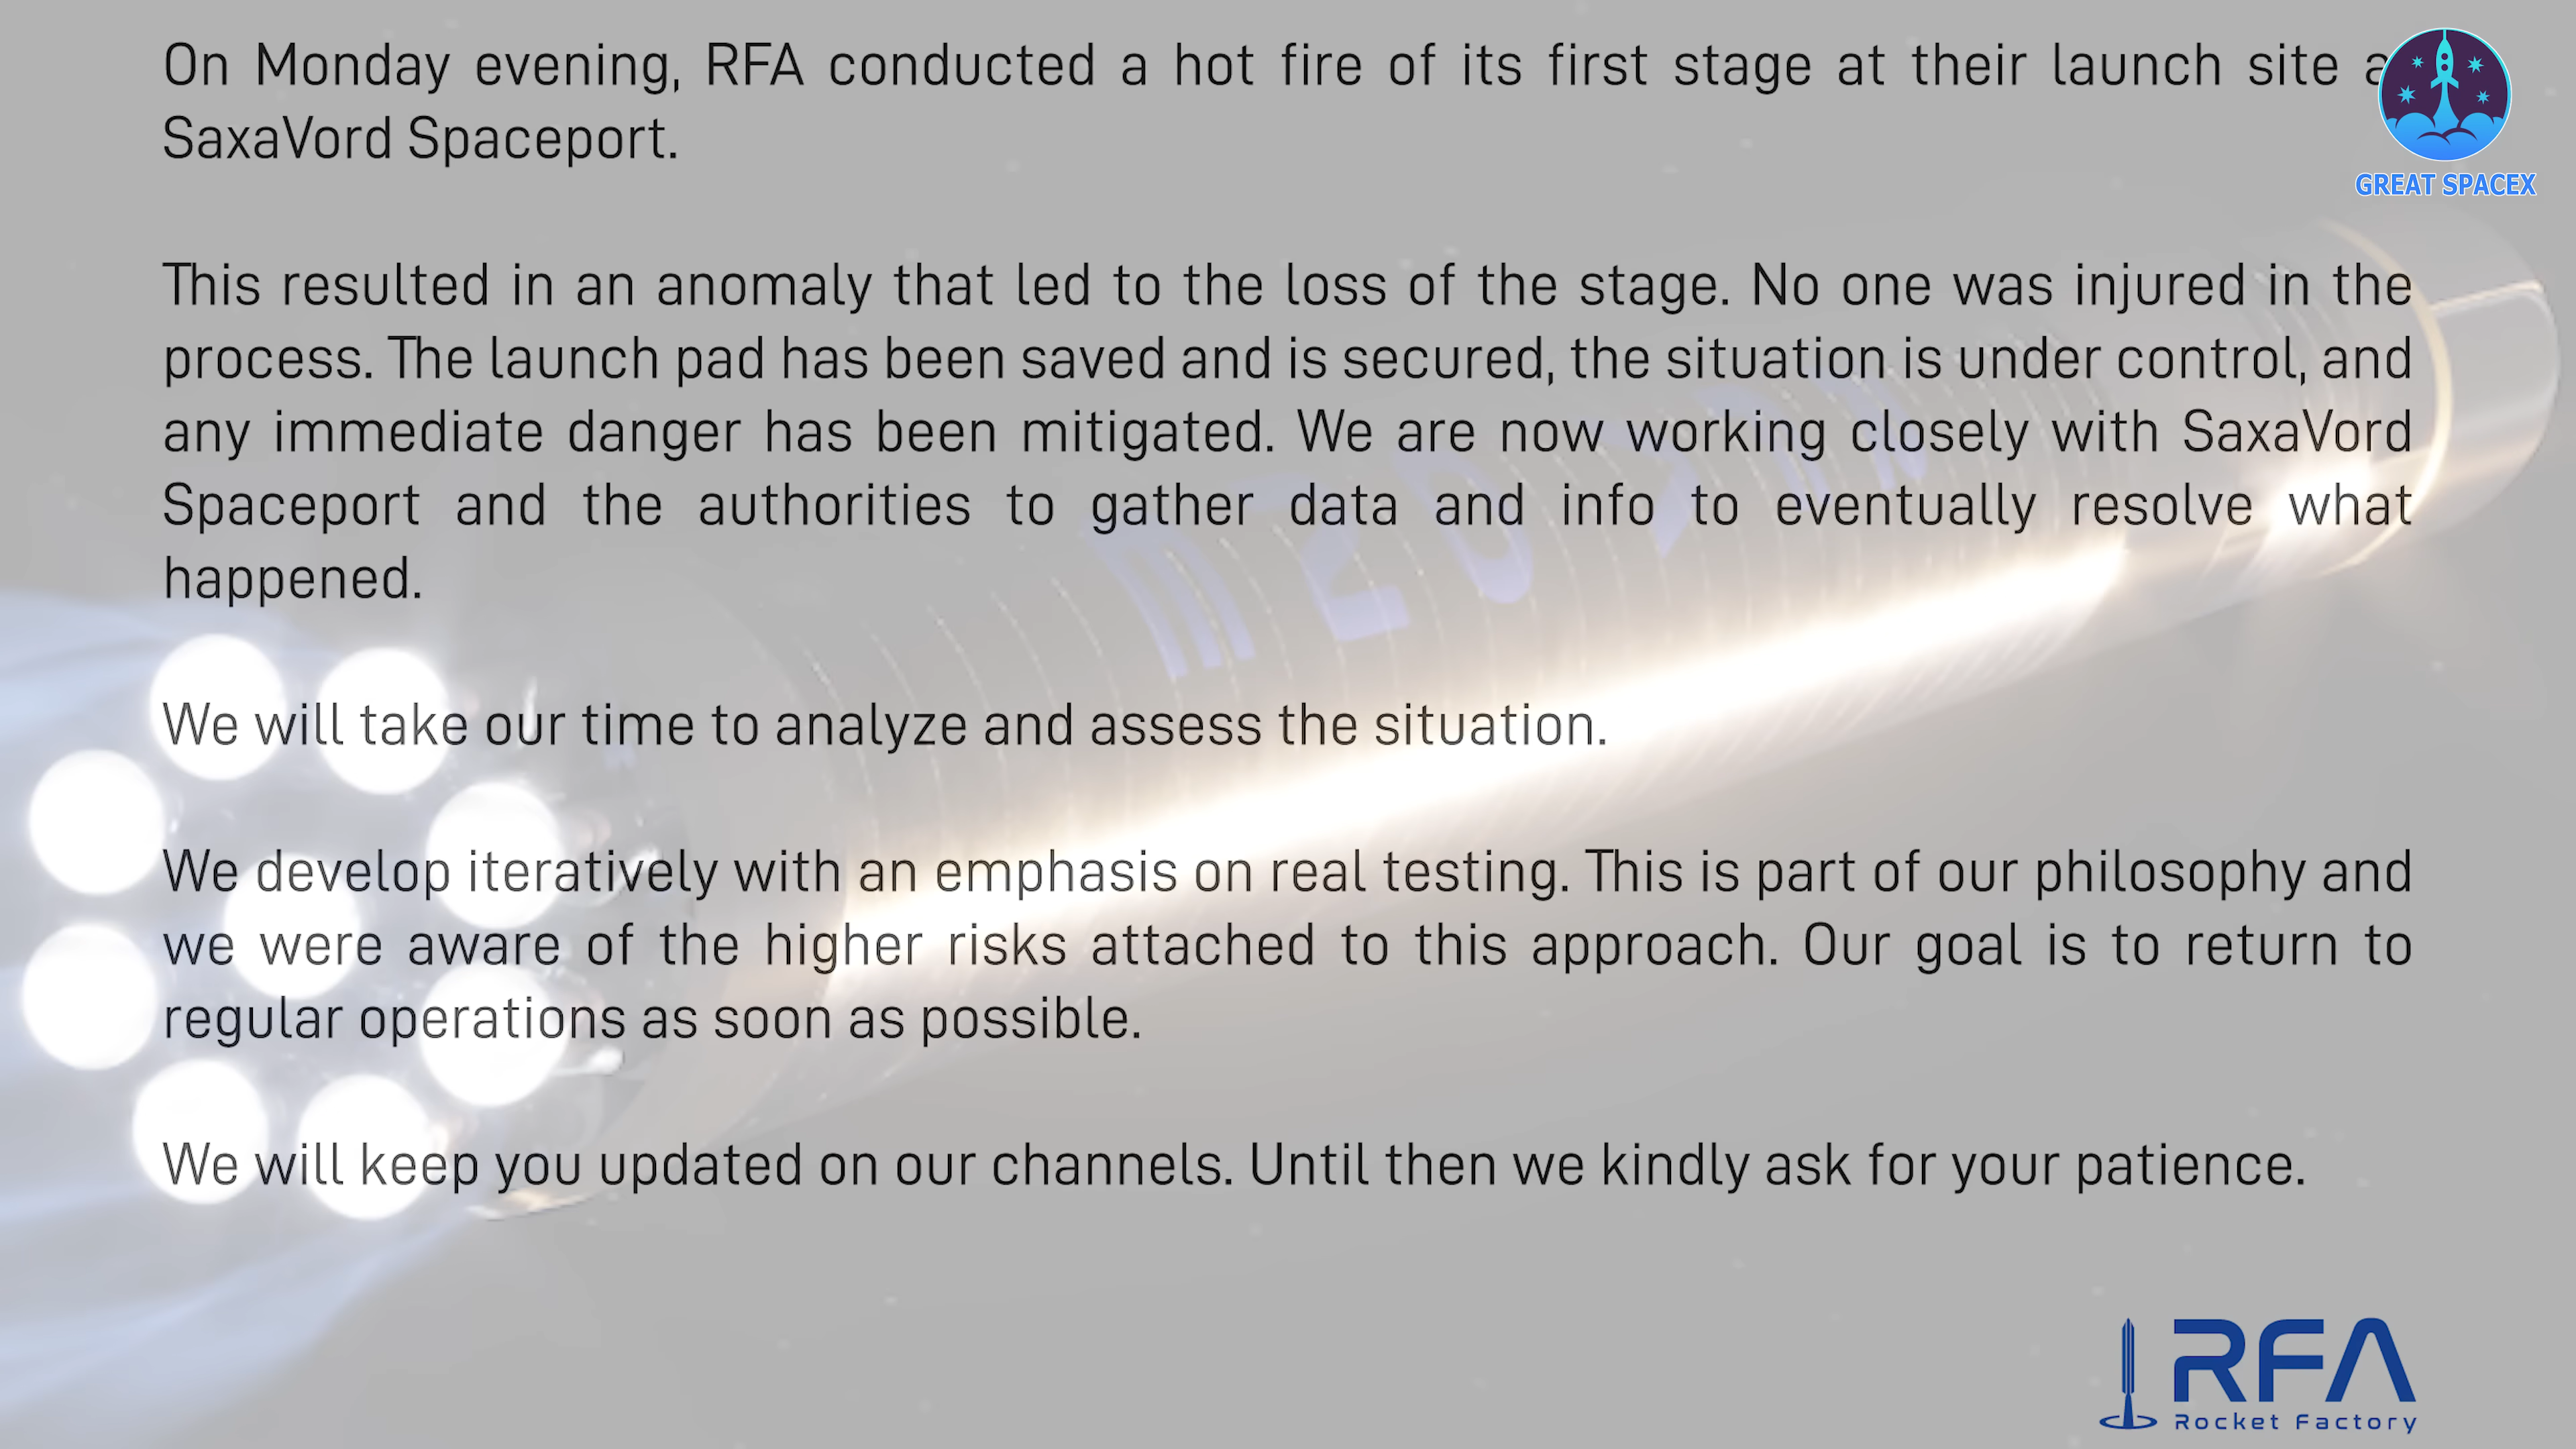 On Monday evening, RFA conducted a hot fire of its first stage at their launch site
SaxaVord Spaceport.
GREAT SPACEX
This resulted in an anomaly that led to the loss of the stage. No one was injured in the
process. The launch pad has been saved and is secured, the situation is under control, and
any immediate danger has been mitigated. We are now working closely with SaxaVord
Spaceport and the authorities to gather data and info to eventually resolve what
happened.
We will take our time to analyze and assess the situation.
We develop iteratively with an emphasis on real testing. This is part of our philosophy and
we were aware of the higher risks attached to this approach. Our goal is to return to
regular operations as soon as possible.
We will keep you updated on our channels. Until then we kindly ask for your patience.
RFA
Rocket Factory